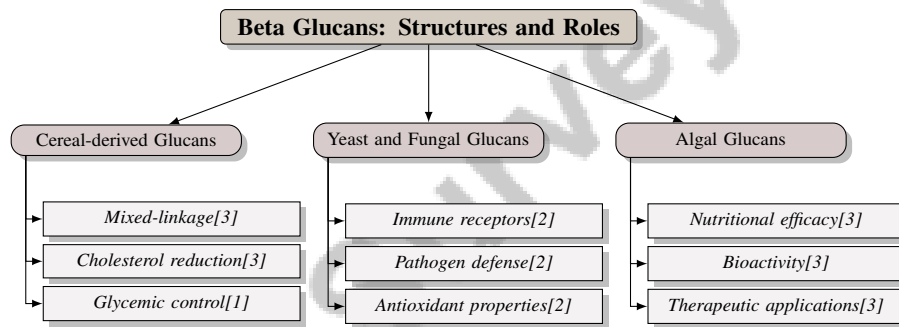 Beta Glucans: Structures and Roles
Cereal-derived Glucans
Yeast and Fungal Glucans
Algal Glucans
Mixed-linkage[3]
Immune receptors[2]
Nutritional efficacy[3]
Cholesterol reduction[3]
Pathogen defense[2]
Bioactivity[3]
Glycemic control[1]
Antioxidant properties[2]
Therapeutic applications[3]
urvey